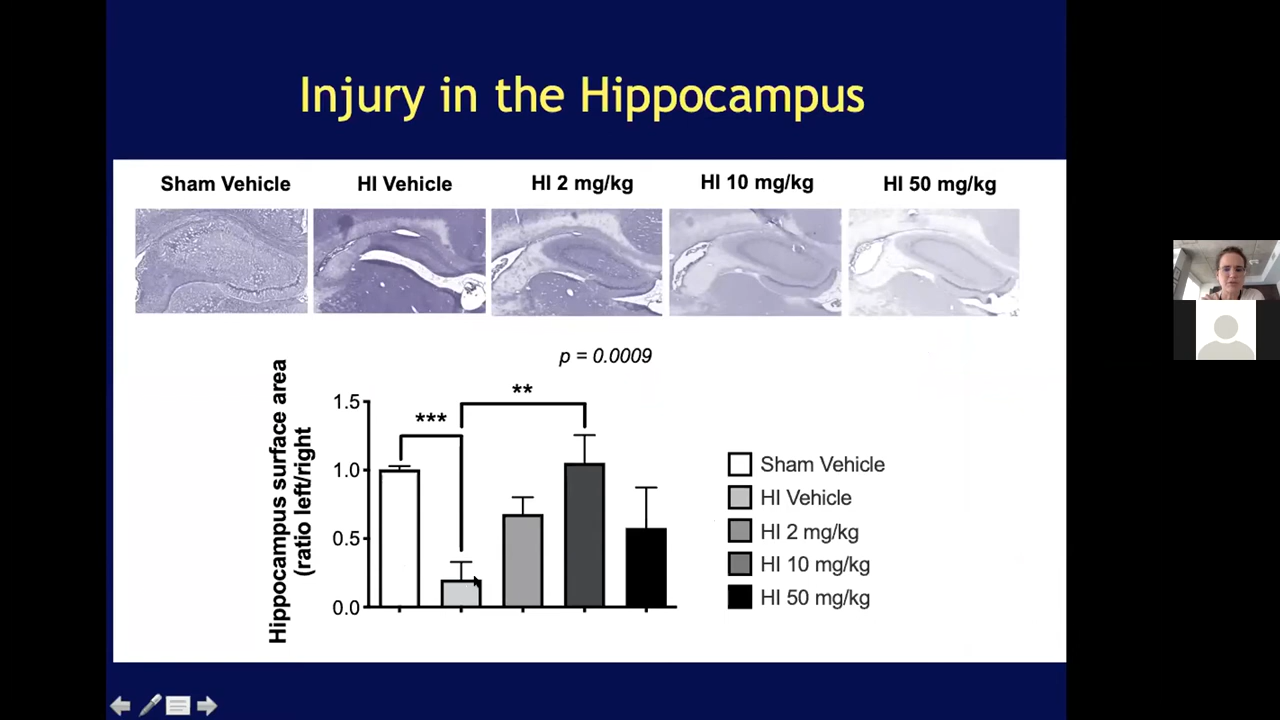 Injury in the Hippocampus
Sham Vehicle HI Vehicle HI 2 mg/kg HI 10 mg/kg HI 50 mg/kg
p = 0.0009
Hippocampus surface area
(ratio left/right)
1.5
1.0
0.5
0.0
***
**
Sham Vehicle
HI Vehicle
HI 2 mg/kg
HI 10 mg/kg
HI 50 mg/kg